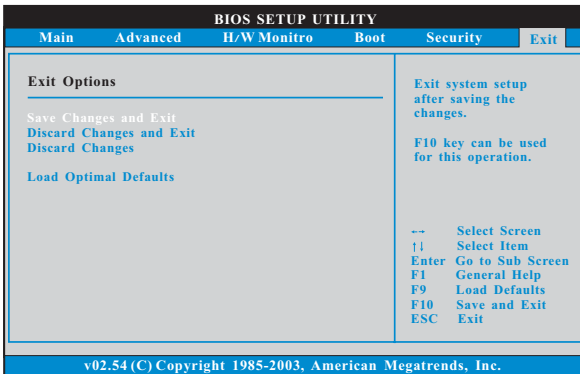 BIOS SETUP UTILITY
Main Advanced H/W Monitro Boot Security Exit
Exit Options
Save Changes and Exit
Discard Changes and Exit
Discard Changes
Load Optimal Defaults
Exit system setup
after saving the
changes.
F10 key can be used
for this operation.
←→ Select Screen
↑↓ Select Item
Enter Go to Sub Screen
F1 General Help
F9 Load Defaults
F10 Save and Exit
ESC Exit
v02.54 (C) Copyright 1985-2003, American Megatrends, Inc.